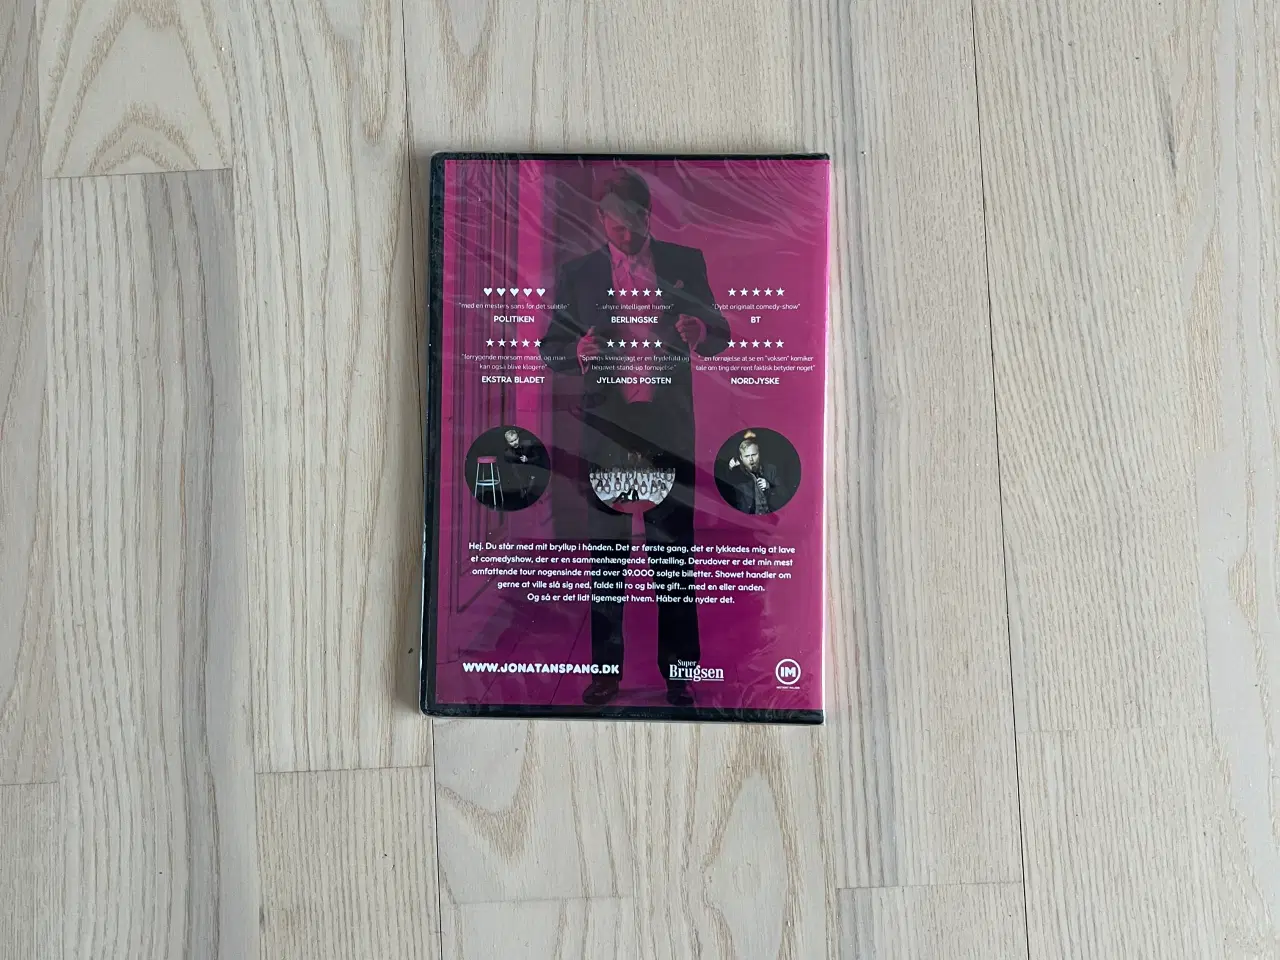 ♥♥♥♥♥
"med en mesters sans for det subtile"
POLITIKEN
★★★★★
"...uhyre intelligent humor"
BERLINGSKE
★★★★★
"Dybt originalt comedy-show"
BT
★★★★★
"forrygende morsom mand, og man
kan også blive klogere"
EKSTRA BLADET
★★★★★
"Spangs kvindejagt er en frydefuld og
begavet stand-up fornøjelse"
JYLLANDS POSTEN
★★★★★
"...en fornøjelse at se en "voksen" komiker
tale om ting der rent faktisk betyder noget"
NORDJYSKE
Hej. Du står med mit bryllup i hånden. Det er første gang, det er lykkedes mig at lave
et comedyshow, der er en sammenhængende fortælling. Derudover er det min mest
omfattende tour nogensinde med over 39.000 solgte billetter. Showet handler om
gerne at ville slå sig ned, falde til ro og blive gift... med en eller anden.
Og så er det lidt ligemeget hvem. Håber du nyder det.
WWW.JONATANSPANG.DK
Super
Brugsen
IM